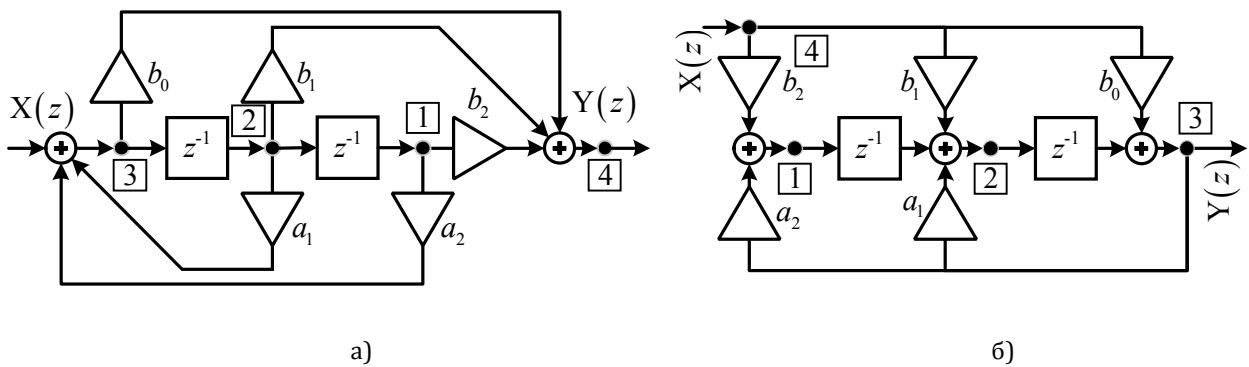 X(z)
b₀
3
z⁻¹
2
b₁
a₁
z⁻¹
1
b₂
a₂
Y(z)
4
а)
X(z)
4
b₂
b₁
b₀
1
z⁻¹
2
z⁻¹
3
a₂
a₁
Y(z)
б)